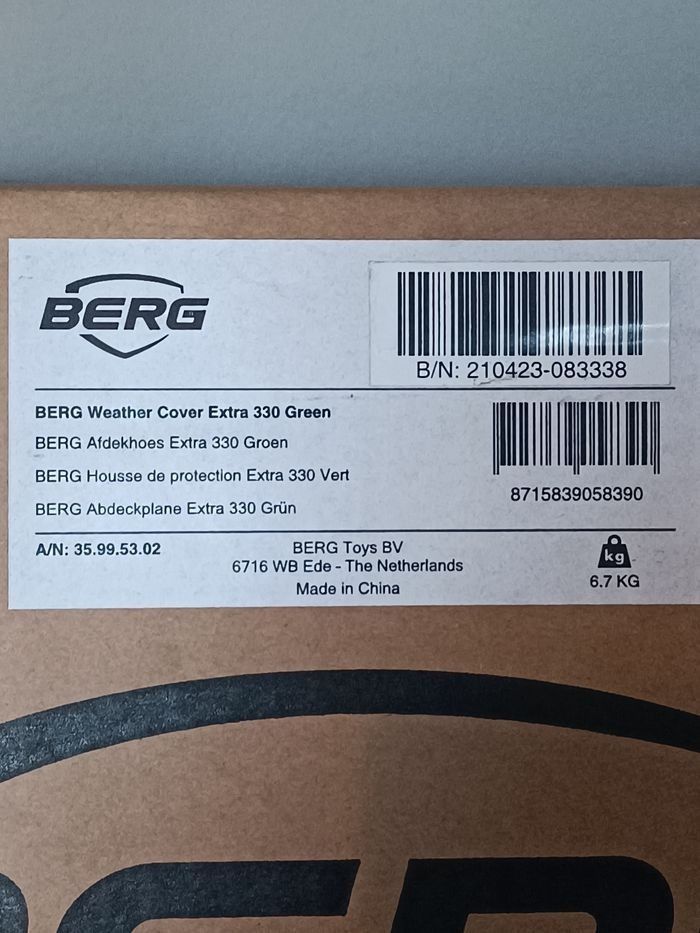 BERG
B/N: 210423-083338
BERG Weather Cover Extra 330 Green
BERG Afdekhoes Extra 330 Groen
BERG Housse de protection Extra 330 Vert
BERG Abdeckplane Extra 330 Grün
8715839058390
A/N: 35.99.53.02
BERG Toys BV
6716 WB Ede - The Netherlands
Made in China
kg
6.7 KG